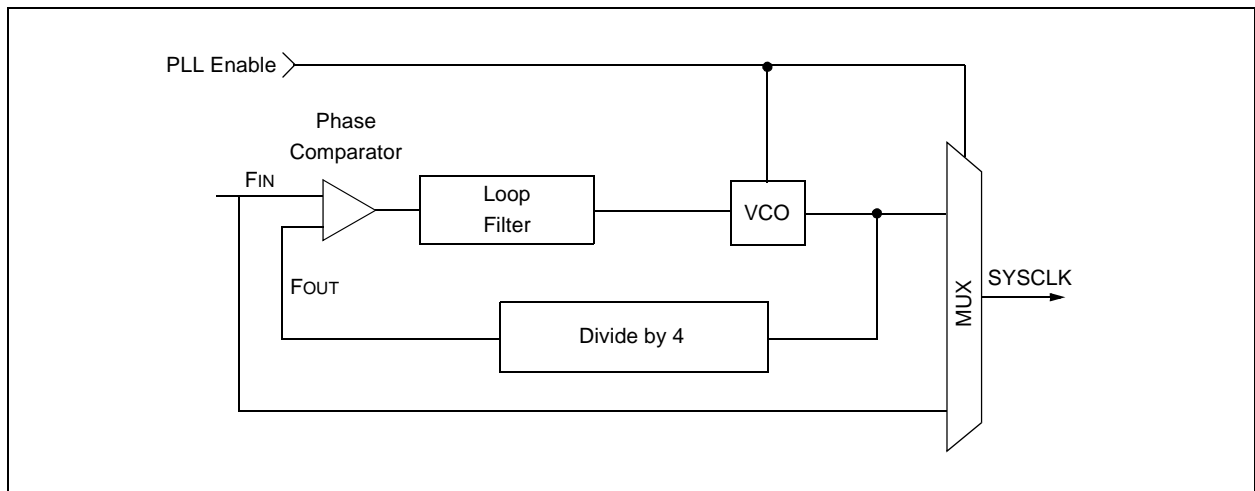 PLL Enable
Phase
Comparator
FIN
Loop
Filter
VCO
FOUT
Divide by 4
MUX
SYSCLK